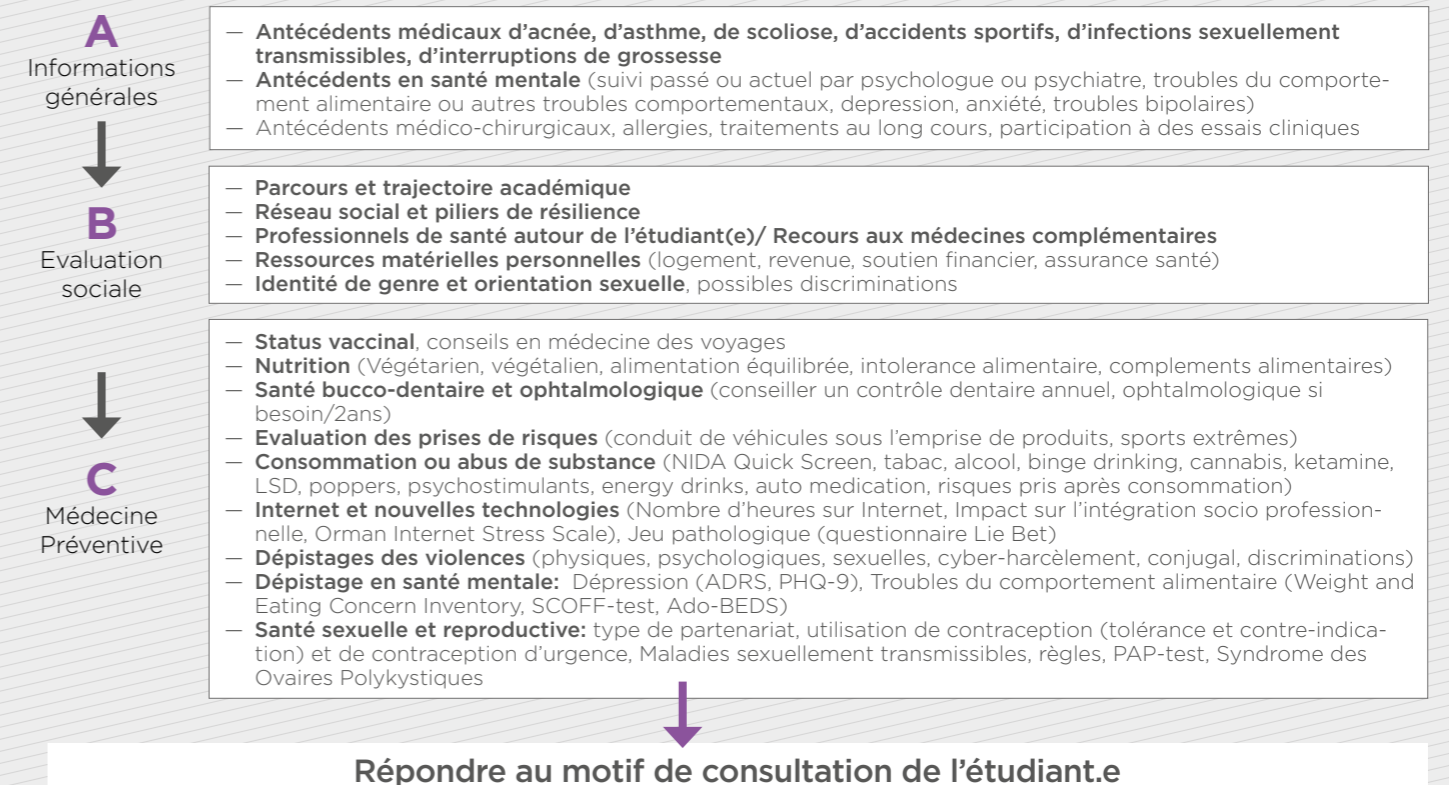 A
Informations
générales
— Antécédents médicaux d'acnée, d'asthme, de scoliose, d'accidents sportifs, d'infections sexuellement
transmissibles, d'interruptions de grossesse
— Antécédents en santé mentale (suivi passé ou actuel par psychologue ou psychiatre, troubles du comporte-
ment alimentaire ou autres troubles comportementaux, depression, anxiété, troubles bipolaires)
— Antécédents médico-chirurgicaux, allergies, traitements au long cours, participation à des essais cliniques
B
Evaluation
sociale
— Parcours et trajectoire académique
— Réseau social et piliers de résilience
— Professionnels de santé autour de l'étudiant(e)/ Recours aux médecines complémentaires
— Ressources matérielles personnelles (logement, revenue, soutien financier, assurance santé)
— Identité de genre et orientation sexuelle, possibles discriminations
C
Médecine
Préventive
— Status vaccinal, conseils en médecine des voyages
— Nutrition (Végétarien, végétalien, alimentation équilibrée, intolerance alimentaire, complements alimentaires)
— Santé bucco-dentaire et ophtalmologique (conseiller un contrôle dentaire annuel, ophtalmologique si
besoin/2ans)
— Evaluation des prises de risques (conduit de véhicules sous l'emprise de produits, sports extrêmes)
— Consommation ou abus de substance (NIDA Quick Screen, tabac, alcool, binge drinking, cannabis, ketamine,
LSD, poppers, psychostimulants, energy drinks, auto medication, risques pris après consommation)
— Internet et nouvelles technologies (Nombre d'heures sur Internet, Impact sur l'intégration socio profession-
nelle, Orman Internet Stress Scale), Jeu pathologique (questionnaire Lie Bet)
— Dépistages des violences (physiques, psychologiques, sexuelles, cyber-harcèlement, conjugal, discriminations)
— Dépistage en santé mentale: Dépression (ADRS, PHQ-9), Troubles du comportement alimentaire (Weight and
Eating Concern Inventory, SCOFF-test, Ado-BEDS)
— Santé sexuelle et reproductive: type de partenariat, utilisation de contraception (tolérance et contre-indica-
tion) et de contraception d'urgence, Maladies sexuellement transmissibles, règles, PAP-test, Syndrome des
Ovaires Polykystiques
Répondre au motif de consultation de l'étudiant.e